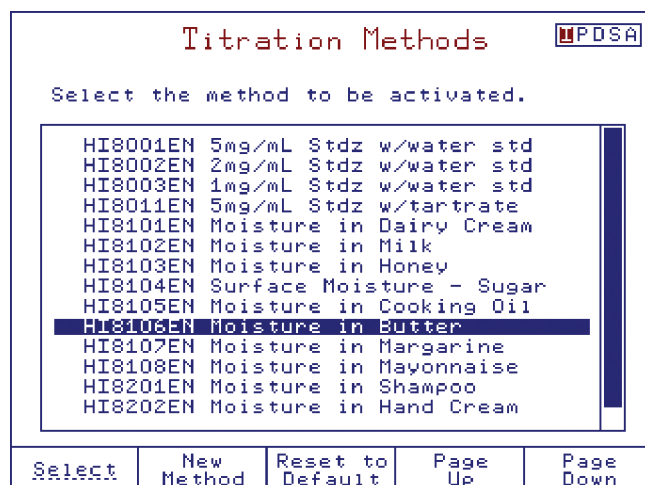 Titration Methods
IPDSA
Select the method to be activated.
HI8001EN 5mg/mL Stdz w/water std
HI8002EN 2mg/mL Stdz w/water std
HI8003EN 1mg/mL Stdz w/water std
HI8011EN 5mg/mL Stdz w/tartrate
HI8101EN Moisture in Dairy Cream
HI8102EN Moisture in Milk
HI8103EN Moisture in Honey
HI8104EN Surface Moisture - Sugar
HI8105EN Moisture in Cooking Oil
HI8106EN Moisture in Butter
HI8107EN Moisture in Margarine
HI8108EN Moisture in Mayonnaise
HI8201EN Moisture in Shampoo
HI8202EN Moisture in Hand Cream
Select
New
Method
Reset to
Default
Page
Up
Page
Down